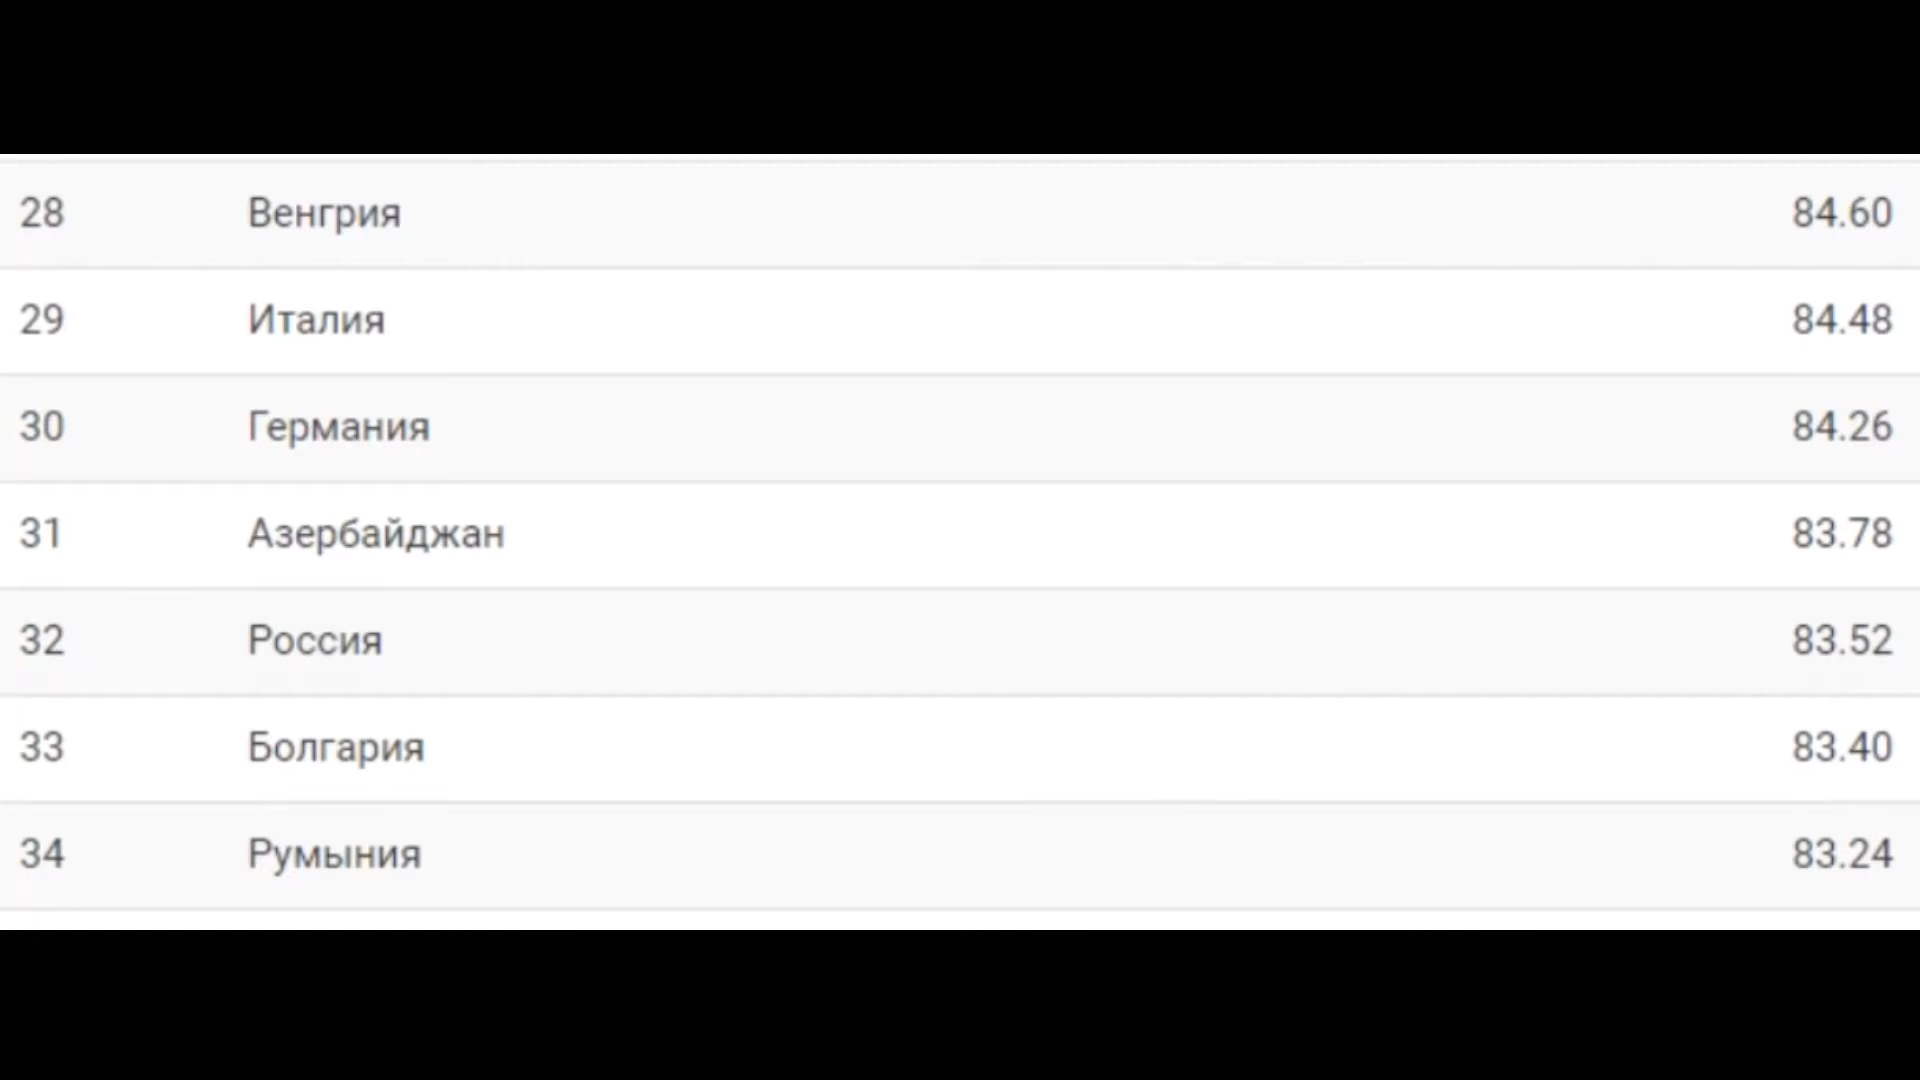 28 Венгрия 84.60
29 Италия 84.48
30 Германия 84.26
31 Азербайджан 83.78
32 Россия 83.52
33 Болгария 83.40
34 Румыния 83.24